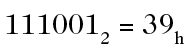 111001₂ = 39ₕ